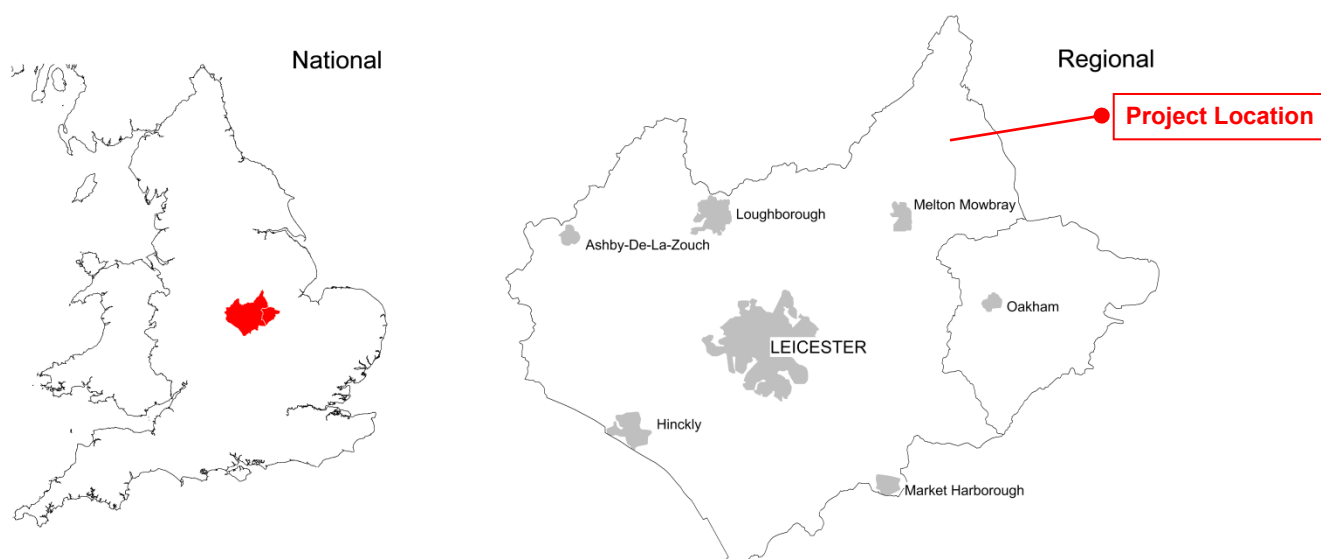 National
Regional
Project Location
Loughborough
Melton Mowbray
Ashby-De-La-Zouch
Oakham
LEICESTER
Hinckly
Market Harborough